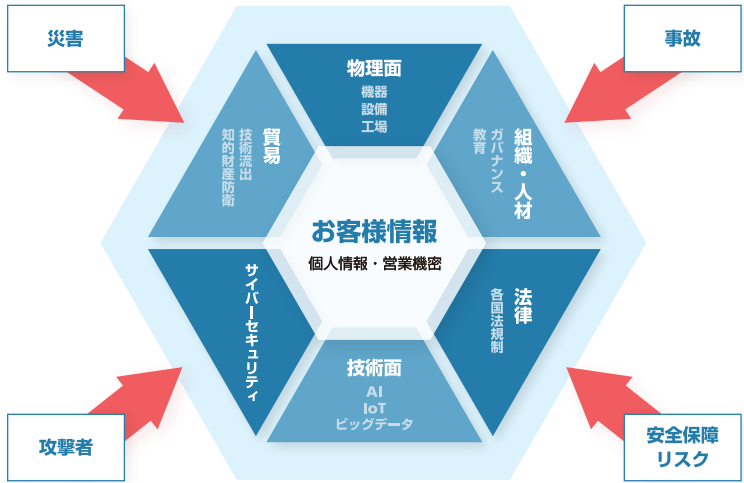 災害
事故
物理面
機器
設備
工場
貿易
技術流出
知的財産防衛
組織・人材
ガバナンス
教育
お客様情報
個人情報・営業機密
サイバーセキュリティ
法律
各国法規制
技術面
AI
IoT
ビッグデータ
攻撃者
安全保障
リスク